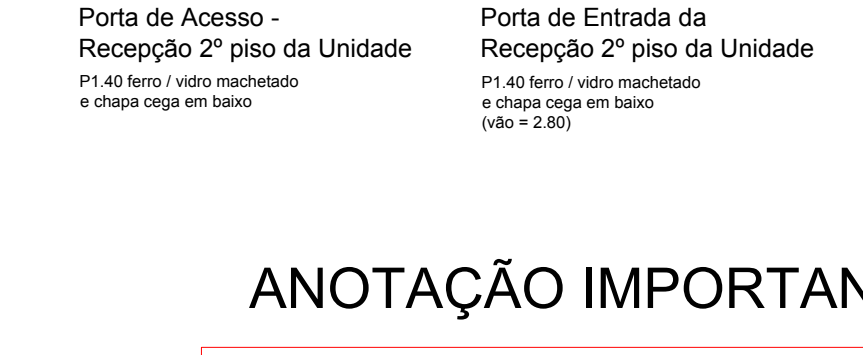 Porta de Acesso -
Recepção 2º piso da Unidade
P1.40 ferro / vidro machetado
e chapa cega em baixo
Porta de Entrada da
Recepção 2º piso da Unidade
P1.40 ferro / vidro machetado
e chapa cega em baixo
(vão = 2.80)
ANOTAÇÃO IMPORTAN